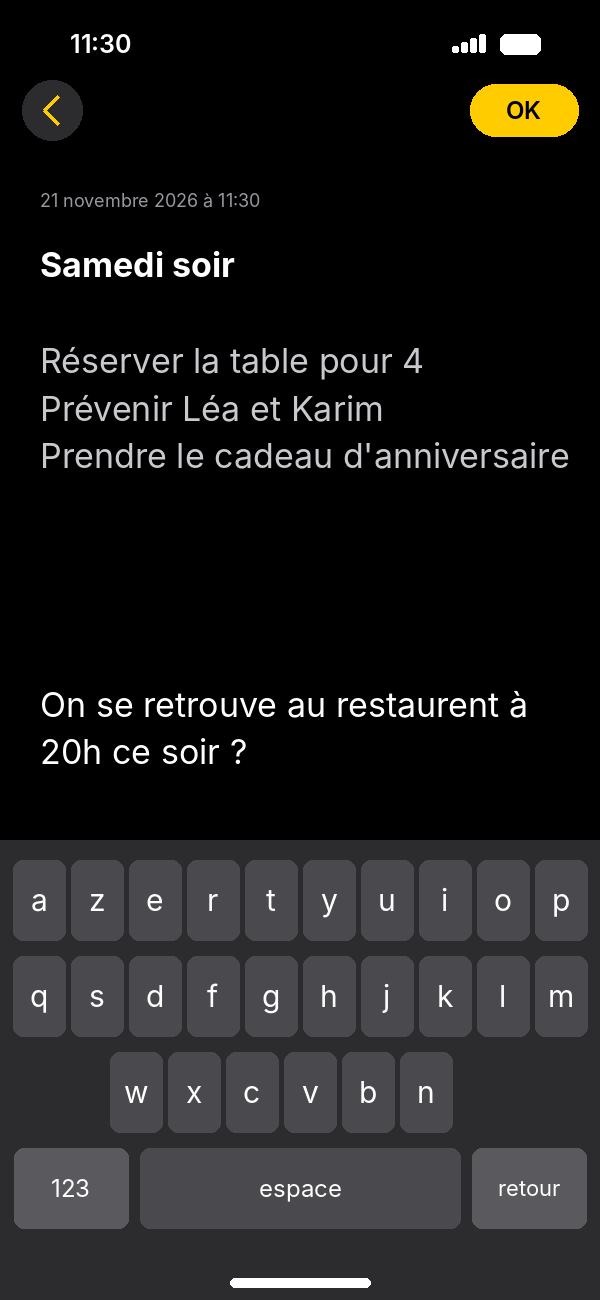 11:30
OK
21 novembre 2026 à 11:30
Samedi soir
Réserver la table pour 4
Prévenir Léa et Karim
Prendre le cadeau d'anniversaire
On se retrouve au restaurent à
20h ce soir ?
a z e r t y u i o p
q s d f g h j k l m
w x c v b n
123 espace retour